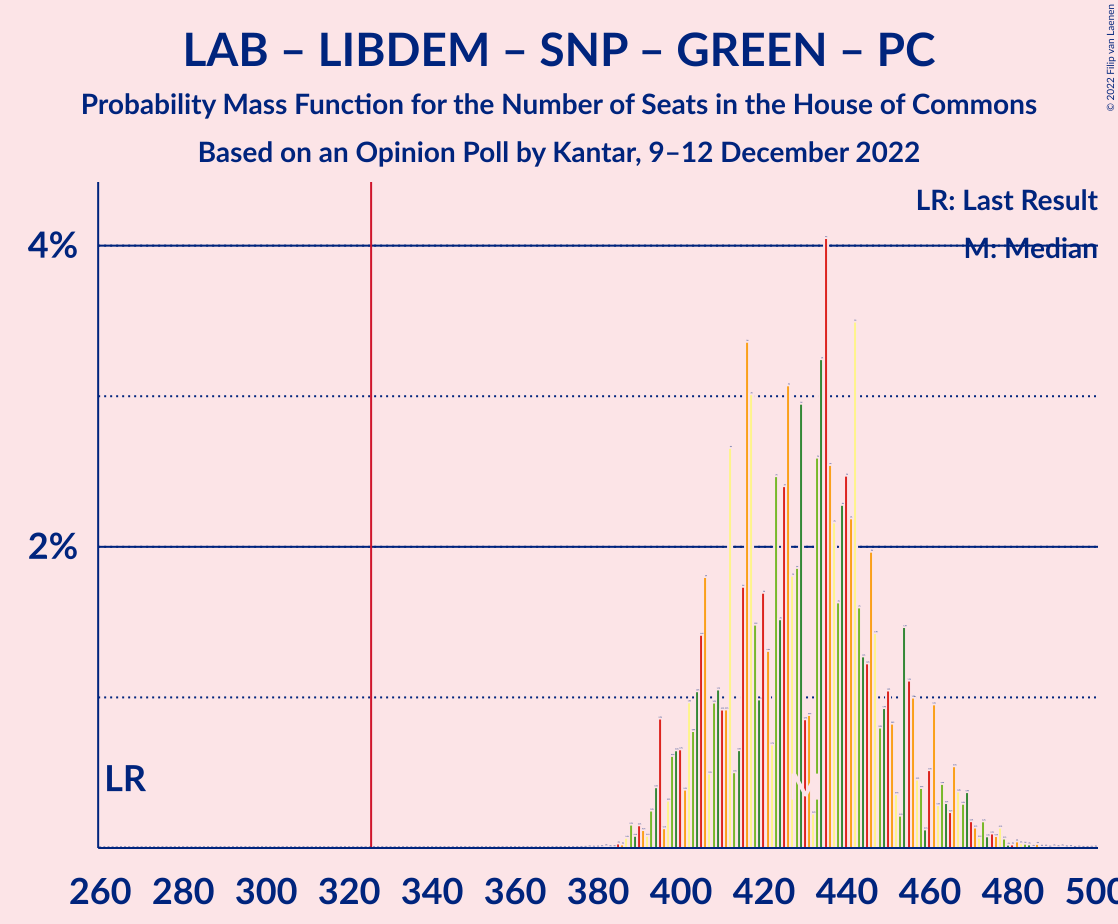 LAB – LIBDEM – SNP – GREEN – PC
Probability Mass Function for the Number of Seats in the House of Commons
Based on an Opinion Poll by Kantar, 9–12 December 2022
© 2022 Filip van Laenen
LR: Last Result
M: Median
4%
2%
LR
M
260 280 300 320 340 360 380 400 420 440 460 480 500